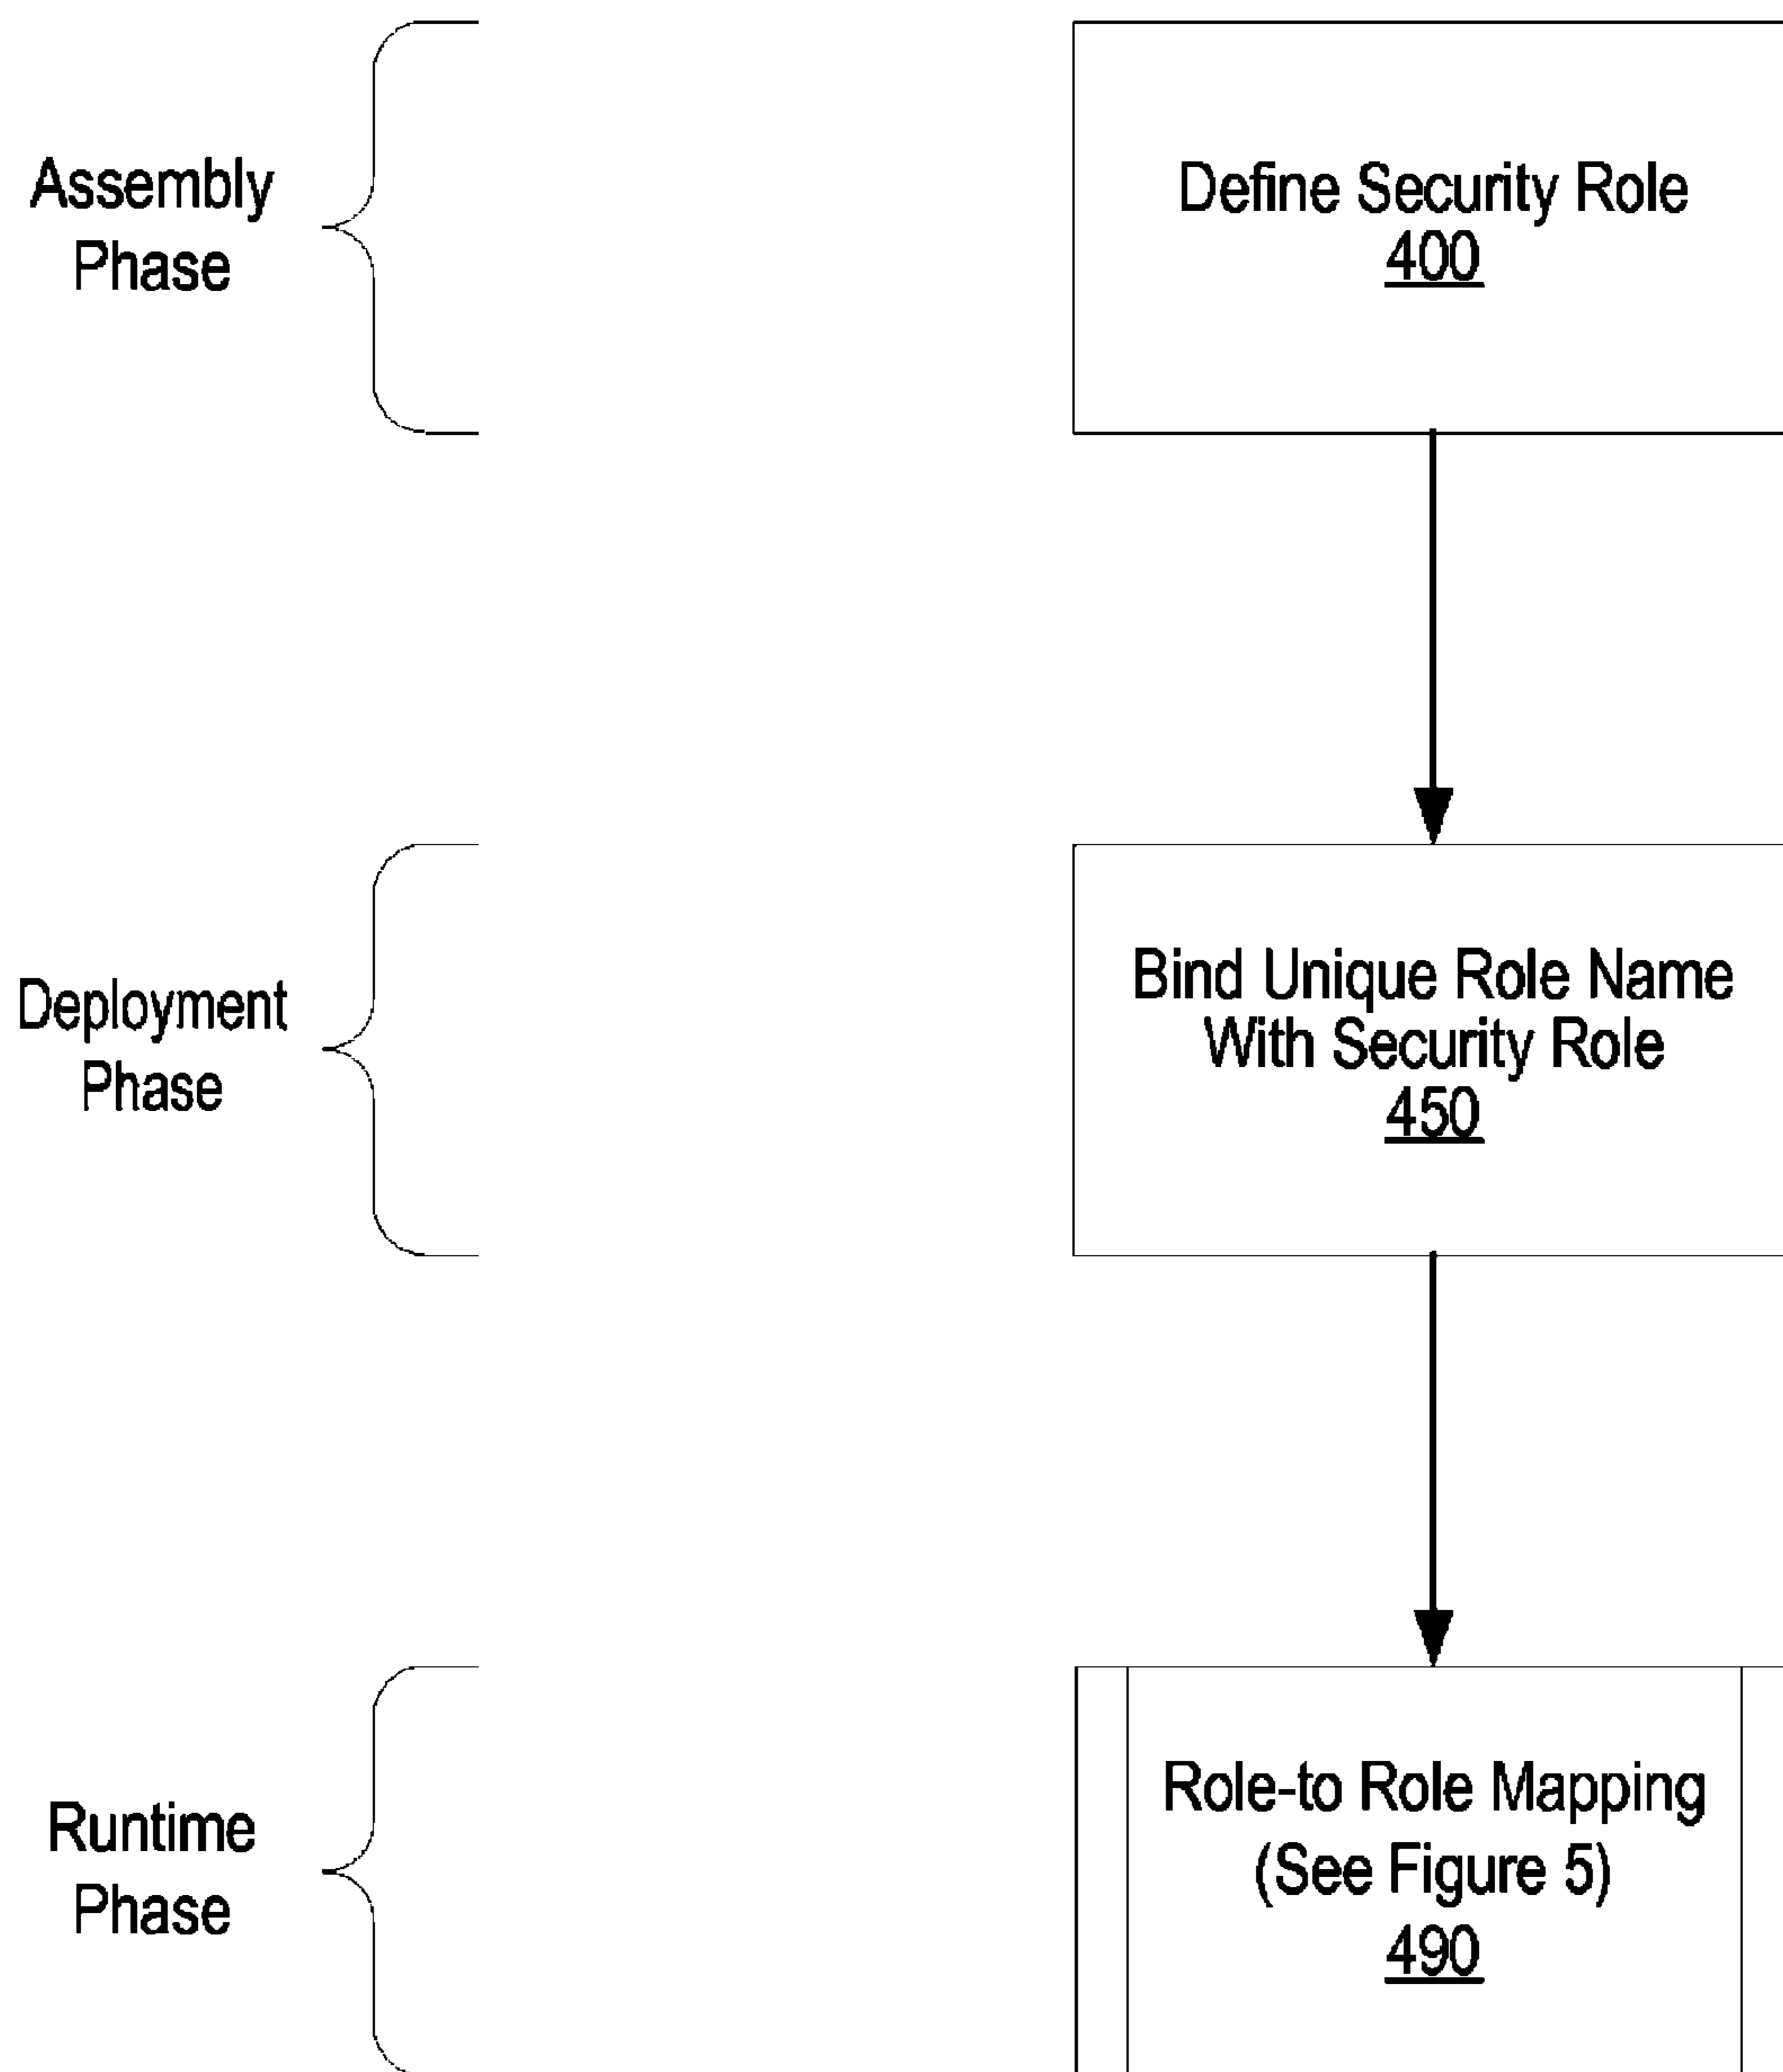 Assembly
Phase
Define Security Role
400
Deployment
Phase
Bind Unique Role Name
With Security Role
450
Runtime
Phase
Role-to Role Mapping
(See Figure 5)
490